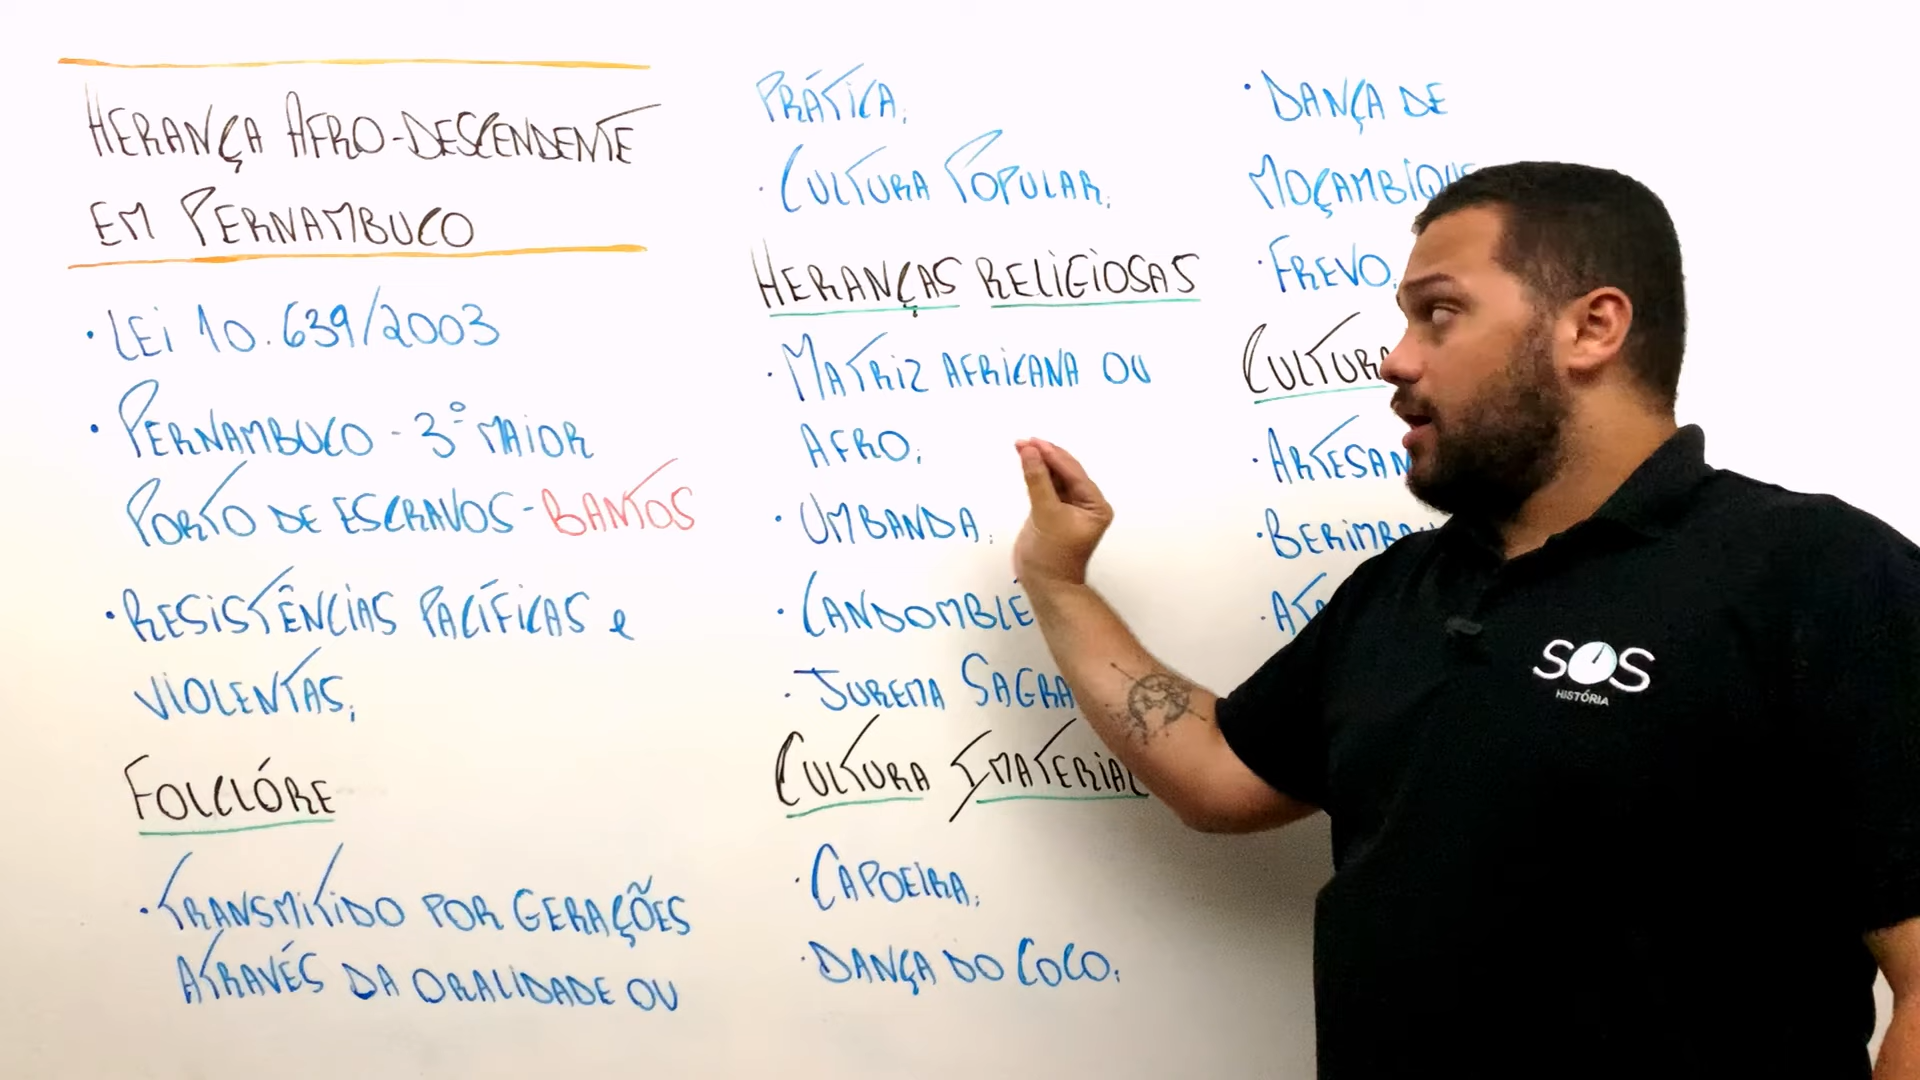 HERANÇA AFRO-DESCENDENTE
EM PERNAMBUCO
• LEI 10.639/2003
• PERNAMBUCO - 3º MAIOR
PORTO DE ESCRAVOS - BANTOS
• RESISTÊNCIAS PACÍFICAS e
VIOLENTAS;
FOLCLÓRE
• TRANSMITIDO POR GERAÇÕES
ATRAVÉS DA ORALIDADE OU
PRÁTICA;
• CULTURA POPULAR;
HERANÇAS RELIGIOSAS
• MATRIZ AFRICANA OU
AFRO;
• UMBANDA;
• CANDOMBLÉ
• JUREMA
CULTURA IMATERIAL
• CAPOEIRA;
• DANÇA DO COCO;
• DANÇA DE
• FREVO;
SOS
HISTÓRIA